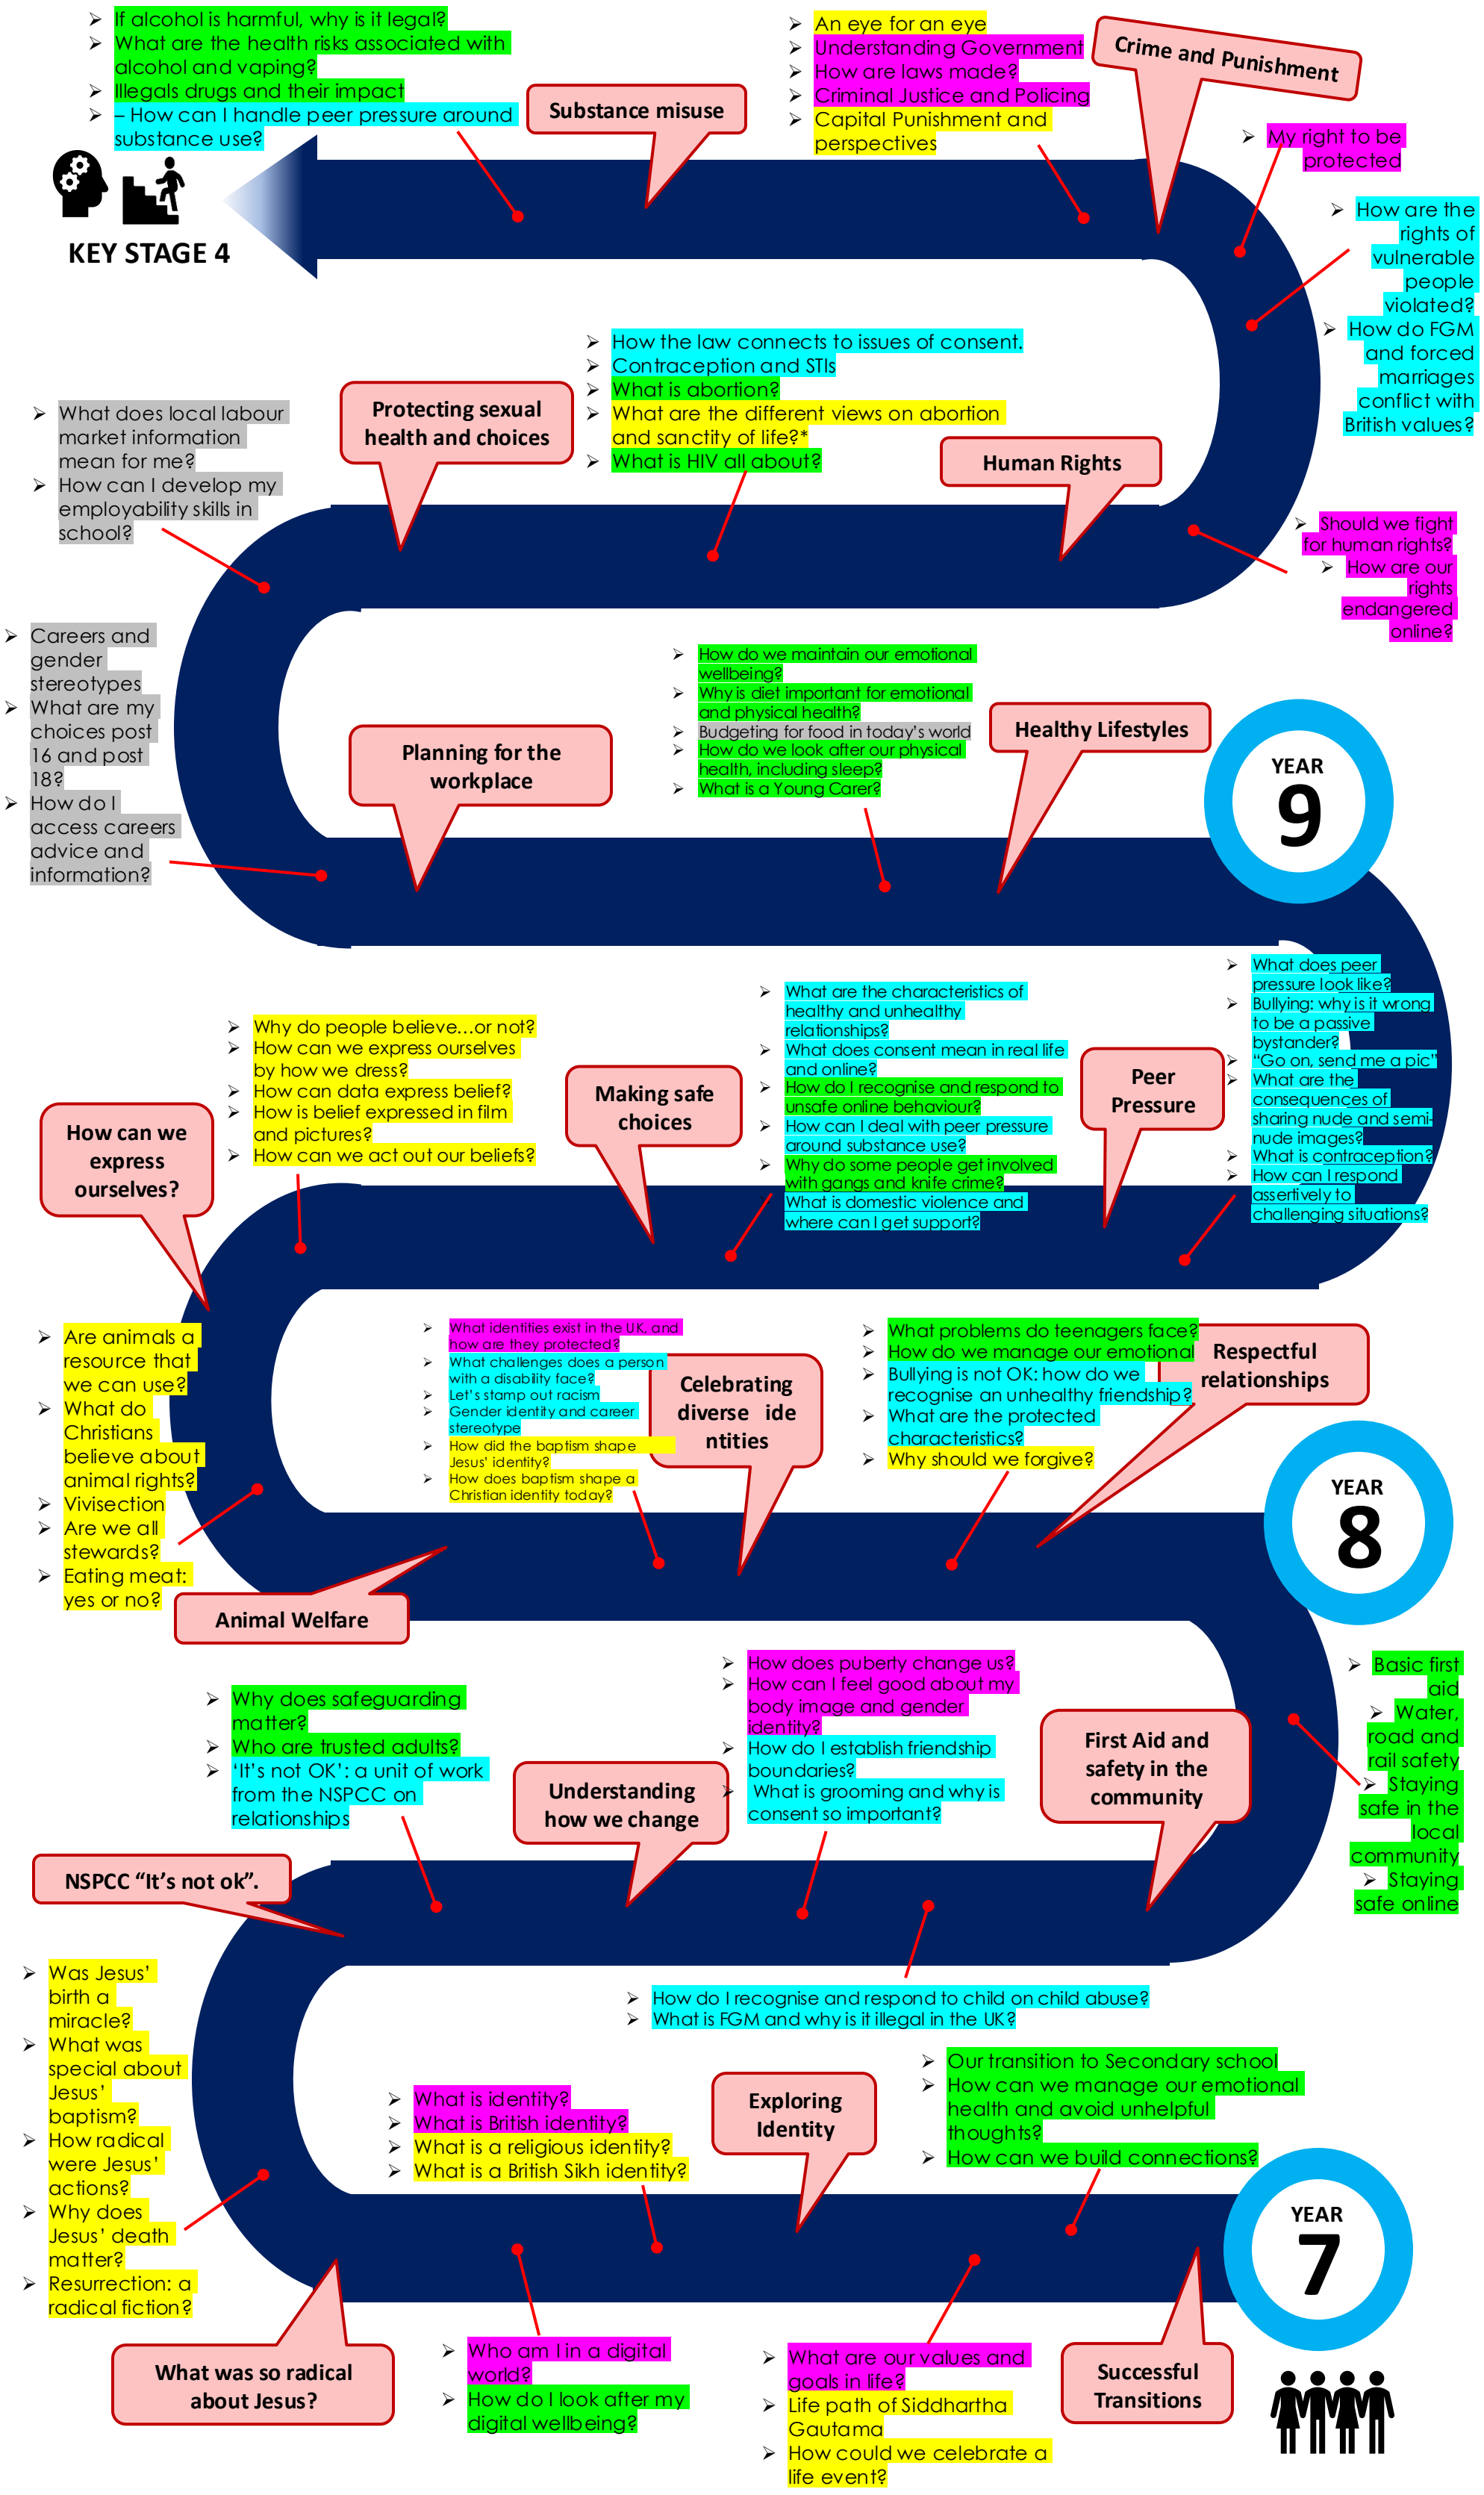 ➢ If alcohol is harmful, why is it legal?
➢ What are the health risks associated with
alcohol and vaping?
➢ Illegals drugs and their impact
➢ – How can I handle peer pressure around
substance use?
Substance misuse
➢ An eye for an eye
➢ Understanding Government
➢ How are laws made?
➢ Criminal Justice and Policing
➢ Capital Punishment and
perspectives
Crime and Punishment
➢ My right to be
protected
KEY STAGE 4
➢ How are the
rights of
vulnerable
people
violated?
➢ How do FGM
and forced
marriages
conflict with
British values?
➢ How the law connects to issues of consent.
➢ Contraception and STIs
➢ What is abortion?
➢ What are the different views on abortion
and sanctity of life?*
➢ What is HIV all about?
Protecting sexual
health and choices
Human Rights
➢ What does local labour
market information
mean for me?
➢ How can I develop my
employability skills in
school?
➢ Should we fight
for human rights?
➢ How are our
rights
endangered
online?
➢ Careers and
gender
stereotypes
➢ What are my
choices post
16 and post
18?
➢ How do I
access careers
advice and
information?
Planning for the
workplace
➢ How do we maintain our emotional
wellbeing?
➢ Why is diet important for emotional
and physical health?
➢ Budgeting for food in today’s world
➢ How do we look after our physical
health, including sleep?
➢ What is a Young Carer?
Healthy Lifestyles
YEAR
9
➢ What does peer
pressure look like?
➢ Bullying: why is it wrong
to be a passive
bystander?
➢ “Go on, send me a pic”
➢ What are the
consequences of
sharing nude and semi-
nude images?
➢ What is contraception?
➢ How can I respond
assertively to
challenging situations?
Peer
Pressure
➢ What are the characteristics of
healthy and unhealthy
relationships?
➢ What does consent mean in real life
and online?
➢ How do I recognise and respond to
unsafe online behaviour?
➢ How can I deal with peer pressure
around substance use?
➢ Why do some people get involved
with gangs and knife crime?
➢ What is domestic violence and
where can I get support?
Making safe
choices
➢ Why do people believe…or not?
➢ How can we express ourselves
by how we dress?
➢ How can data express belief?
➢ How is belief expressed in film
and pictures?
➢ How can we act out our beliefs?
How can we
express
ourselves?
➢ Are animals a
resource that
we can use?
➢ What do
Christians
believe about
animal rights?
➢ Vivisection
➢ Are we all
stewards?
➢ Eating meat:
yes or no?
Animal Welfare
➢ What identities exist in the UK, and
how are they protected?
➢ What challenges does a person
with a disability face?
➢ Let’s stamp out racism
➢ Gender identity and career
stereotype
➢ How did the baptism shape
Jesus’ identity?
➢ How does baptism shape a
Christian identity today?
Celebrating
diverse ide
ntities
➢ What problems do teenagers face?
➢ How do we manage our emotional
➢ Bullying is not OK: how do we
recognise an unhealthy friendship?
➢ What are the protected
characteristics?
➢ Why should we forgive?
Respectful
relationships
YEAR
8
➢ Basic first
aid
➢ Water,
road and
rail safety
➢ Staying
safe in the
local
community
➢ Staying
safe online
First Aid and
safety in the
community
➢ How does puberty change us?
➢ How can I feel good about my
body image and gender
identity?
➢ How do I establish friendship
boundaries?
➢ What is grooming and why is
consent so important?
Understanding
how we change
➢ Why does safeguarding
matter?
➢ Who are trusted adults?
➢ ‘It’s not OK’: a unit of work
from the NSPCC on
relationships
NSPCC “It’s not ok”.
➢ How do I recognise and respond to child on child abuse?
➢ What is FGM and why is it illegal in the UK?
➢ Was Jesus’
birth a
miracle?
➢ What was
special about
Jesus’
baptism?
➢ How radical
were Jesus’
actions?
➢ Why does
Jesus’ death
matter?
➢ Resurrection: a
radical fiction?
What was so radical
about Jesus?
➢ What is identity?
➢ What is British identity?
➢ What is a religious identity?
➢ What is a British Sikh identity?
Exploring
Identity
➢ Our transition to Secondary school
➢ How can we manage our emotional
health and avoid unhelpful
thoughts?
➢ How can we build connections?
YEAR
7
➢ Who am I in a digital
world?
➢ How do I look after my
digital wellbeing?
➢ What are our values and
goals in life?
➢ Life path of Siddhartha
Gautama
➢ How could we celebrate a
life event?
Successful
Transitions